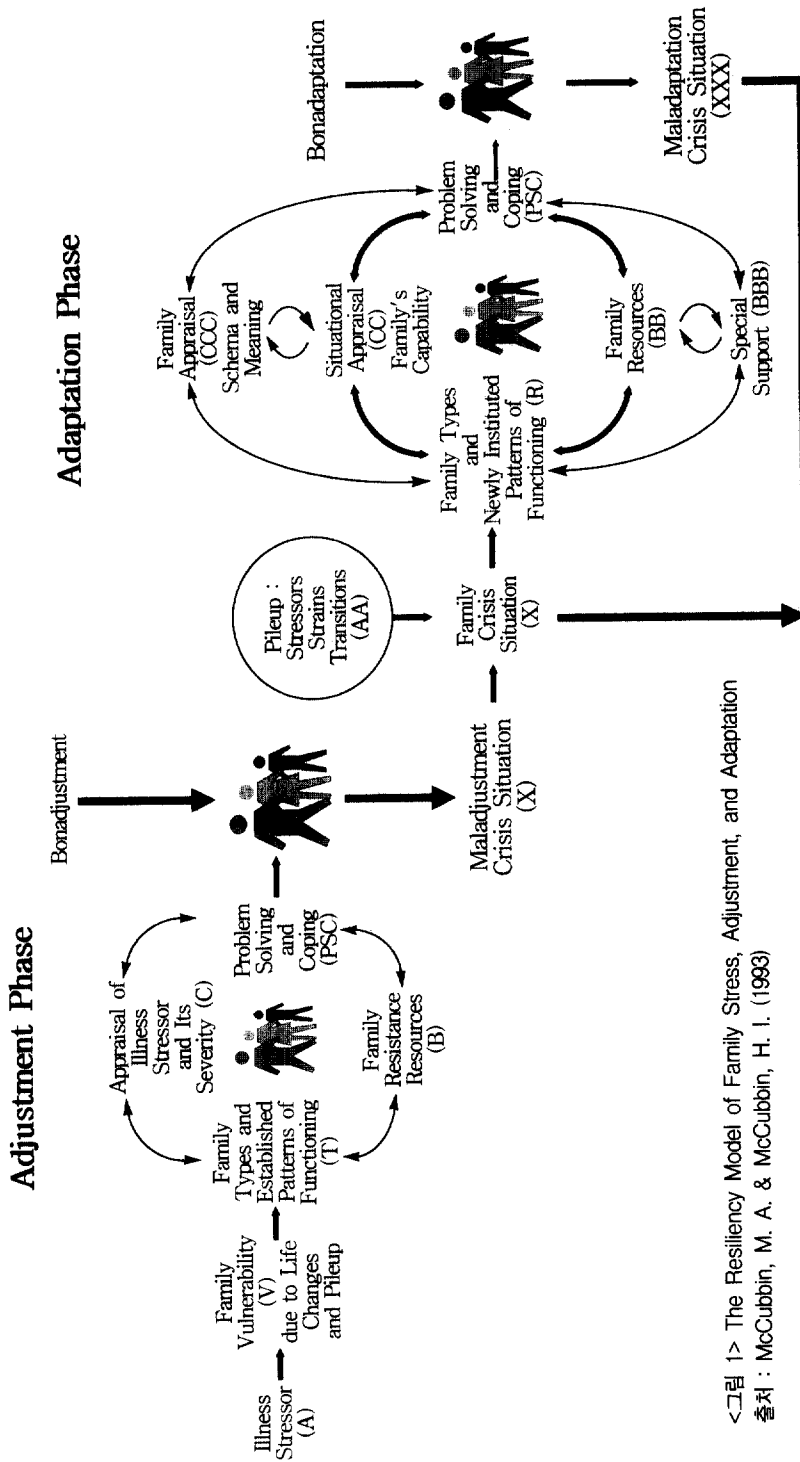 Adjustment Phase
Illness
Stressor
(A)
Family
Vulnerability
(V)
due to Life
Changes
and Pileup
Family
Types and
Established
Patterns of
Functioning
(T)
Appraisal of
Illness
Stressor
and Its
Severity (C)
Family
Resistance
Resources
(B)
Problem
Solving
and
Coping
(PSC)
Bonadjustment
Maladjustment
Crisis Situation
(X)
Adaptation Phase
Pileup :
Stressors
Strains
Transitions
(AA)
Family
Crisis
Situation
(X)
Family Types
and
Newly Instituted
Patterns of
Functioning (R)
Family
Appraisal
(CCC)
Schema and
Meaning
Situational
Appraisal
(CC)
Family's
Capability
Family
Resources
(BB)
Special
Support (BBB)
Problem
Solving
and
Coping
(PSC)
Bonadaptation
Maladaptation
Crisis Situation
(XXX)
<그림 1> The Resiliency Model of Family Stress, Adjustment, and Adaptation
출처 : McCubbin, M. A. & McCubbin, H. I. (1993)